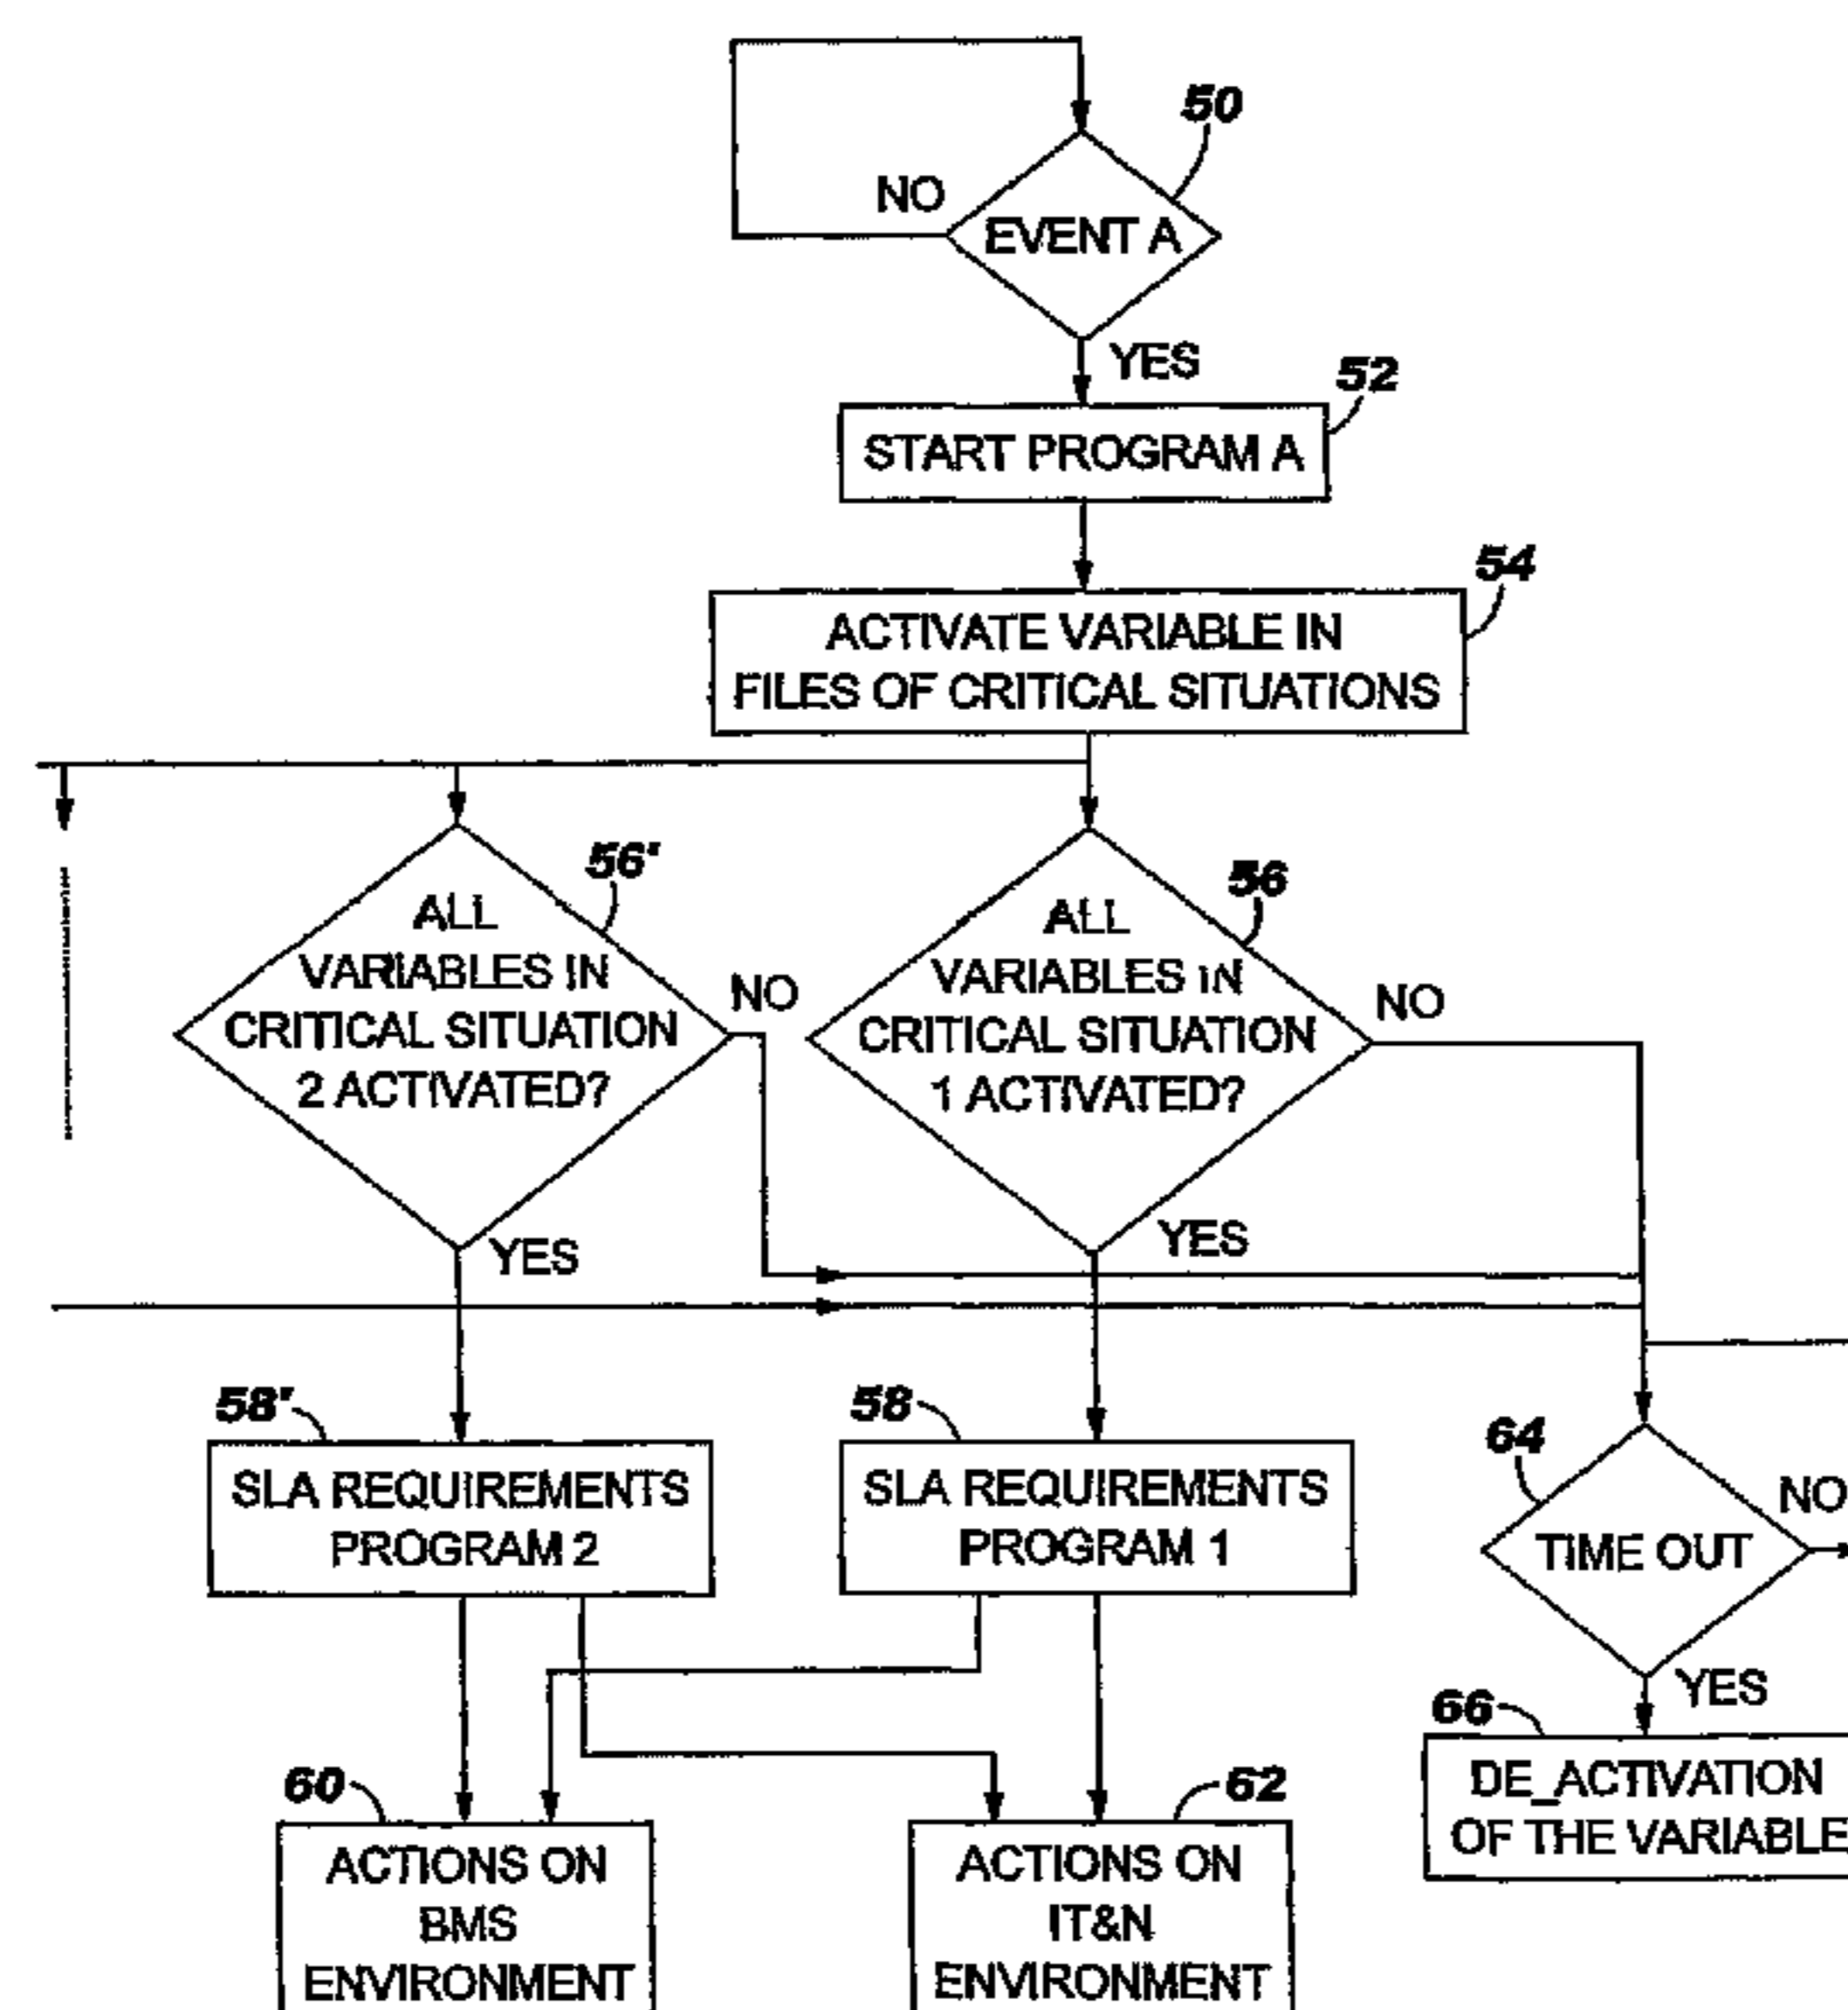 50
NO
EVENT A
YES
52
START PROGRAM A
54
ACTIVATE VARIABLE IN
FILES OF CRITICAL SITUATIONS
56'
ALL
VARIABLES IN
CRITICAL SITUATION
2 ACTIVATED?
NO
YES
56
ALL
VARIABLES IN
CRITICAL SITUATION
1 ACTIVATED?
NO
YES
58'
SLA REQUIREMENTS
PROGRAM 2
58
SLA REQUIREMENTS
PROGRAM 1
64
TIME OUT
NO
YES
66
DE_ACTIVATION
OF THE VARIABLE
60
ACTIONS ON
BMS
ENVIRONMENT
62
ACTIONS ON
IT&N
ENVIRONMENT